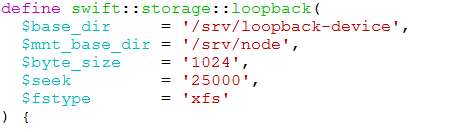 define swift::storage::loopback(
  $base_dir     = '/srv/loopback-device',
  $mnt_base_dir = '/srv/node',
  $byte_size    = '1024',
  $seek         = '25000',
  $fstype       = 'xfs'
) {